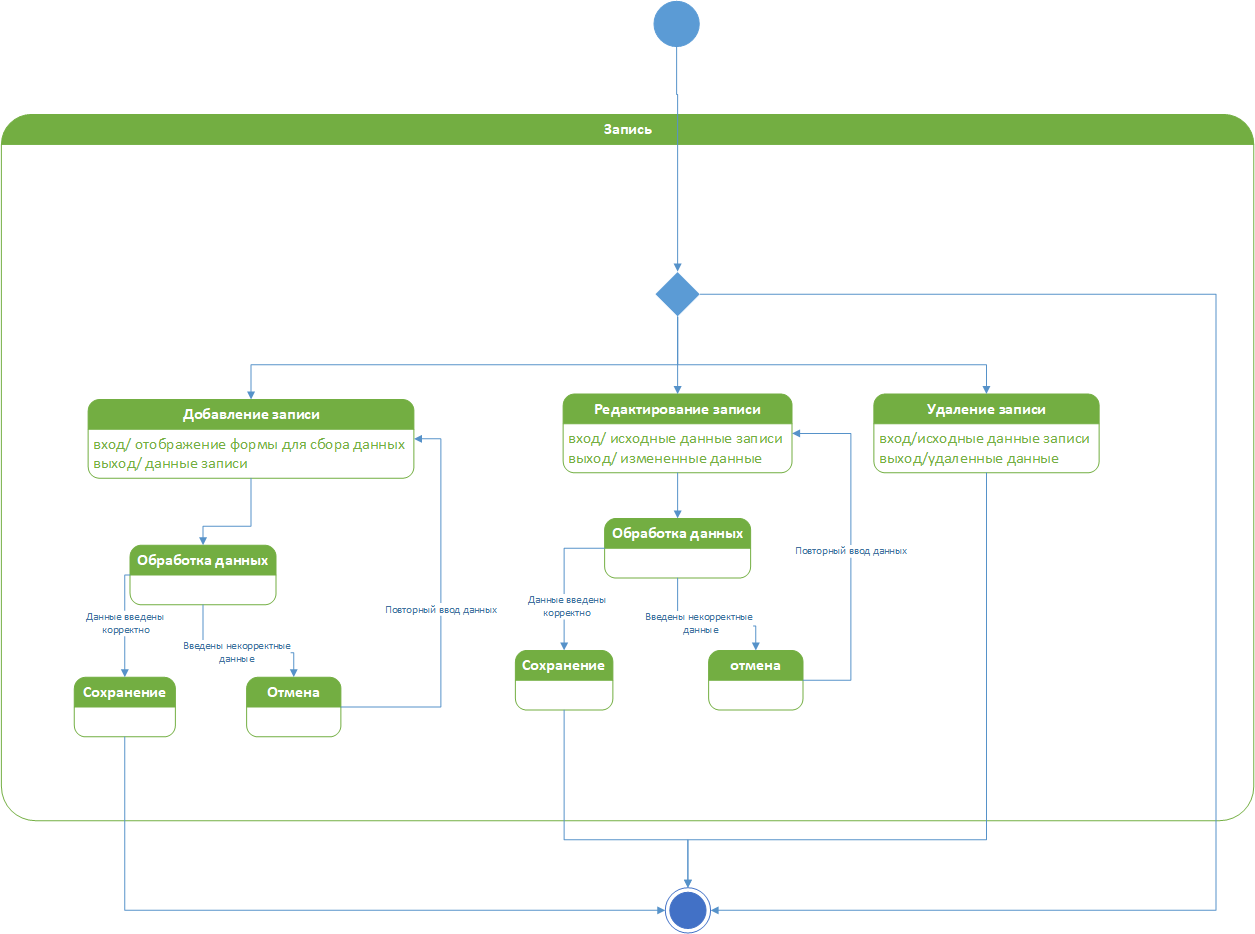 Запись
Добавление записи
вход/ отображение формы для сбора данных
выход/ данные записи
Редактирование записи
вход/ исходные данные записи
выход/ измененные данные
Удаление записи
вход/исходные данные записи
выход/удаленные данные
Обработка данных
Обработка данных
Повторный ввод данных
Данные введены
корректно
Введены некорректные
данные
Повторный ввод данных
Данные введены
корректно
Введены некорректные
данные
Сохранение
отмена
Сохранение
Отмена